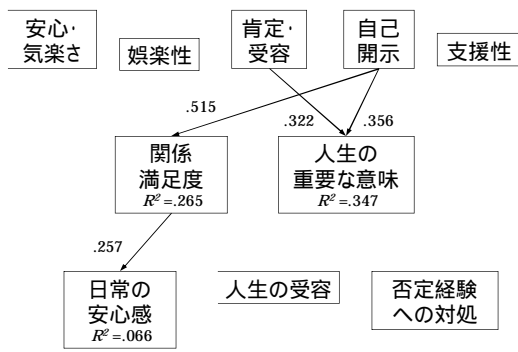 安心·
気楽さ
娯楽性
肯定·
受容
自己
開示
支援性
.515
.322
.356
関係
満足度
R²=.265
人生の
重要な意味
R²=.347
.257
日常の
安心感
R²=.066
人生の受容
否定経験
への対処